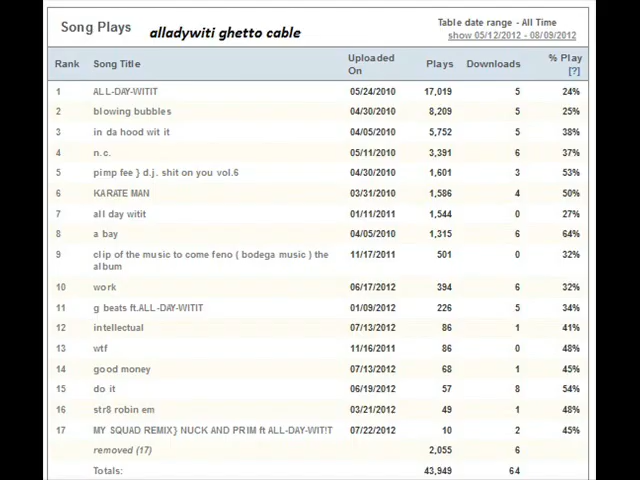 Song Plays
alladywiti ghetto cable
Table date range - All Time
show 05/12/2012 - 08/09/2012
Rank Song Title Uploaded On Plays Downloads % Play [?]
1 ALL-DAY-WITIT 05/24/2010 17,019 5 24%
2 blowing bubbles 04/30/2010 8,209 5 25%
3 in da hood wit it 04/05/2010 5,752 5 38%
4 n.c. 05/11/2010 3,391 6 37%
5 pimp fee } d.j. shit on you vol.6 04/30/2010 1,601 3 53%
6 KARATE MAN 03/31/2010 1,586 4 50%
7 all day witit 01/11/2011 1,544 0 27%
8 a bay 04/05/2010 1,315 6 64%
9 clip of the music to come feno ( bodega music ) the album 11/17/2011 501 0 32%
10 work 06/17/2012 394 6 32%
11 g beats ft.ALL-DAY-WITIT 01/09/2012 226 5 34%
12 intellectual 07/13/2012 86 1 41%
13 wtf 11/16/2011 86 0 48%
14 good money 07/13/2012 68 1 45%
15 do it 06/19/2012 57 8 54%
16 str8 robin em 03/21/2012 49 1 48%
17 MY SQUAD REMIX} NUCK AND PRIM ft ALL-DAY-WIT!T 07/22/2012 10 2 45%
removed (17) 2,055 6
Totals: 43,949 64